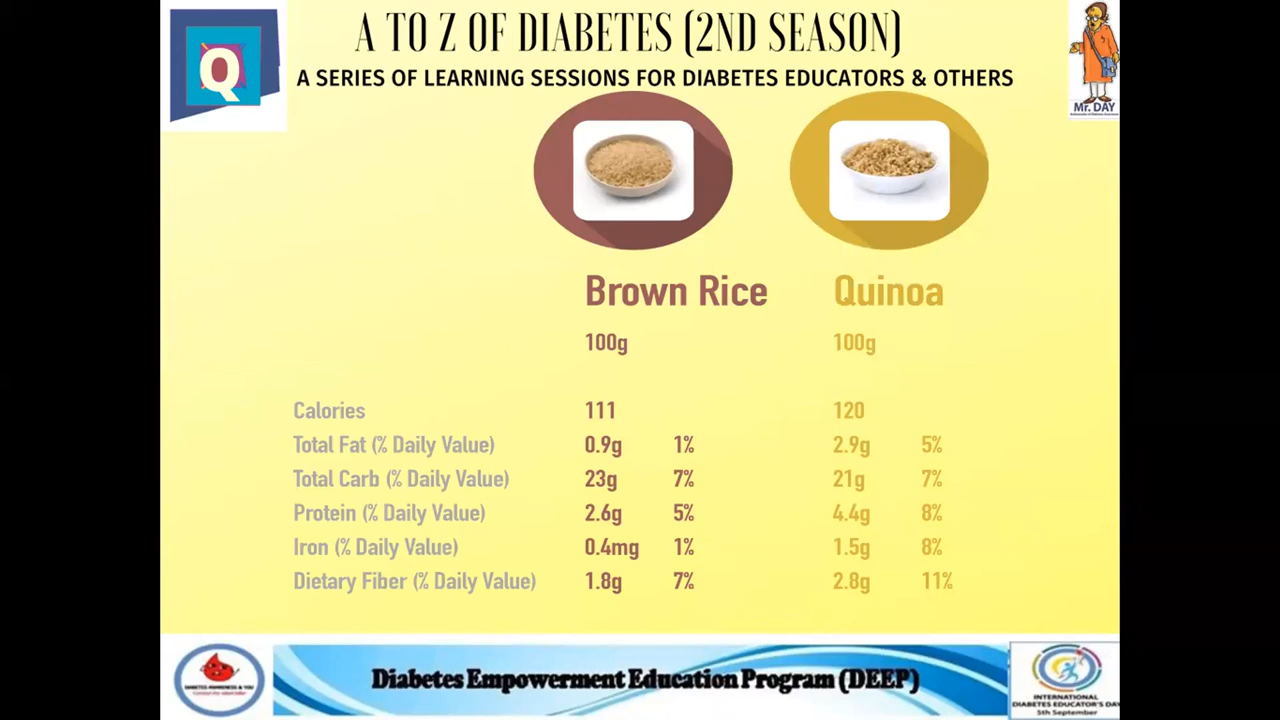 A TO Z OF DIABETES (2ND SEASON)
A SERIES OF LEARNING SESSIONS FOR DIABETES EDUCATORS & OTHERS
Q
Mr. DAY
Brown Rice Quinoa
100g 100g
Calories 111 120
Total Fat (% Daily Value) 0.9g 1% 2.9g 5%
Total Carb (% Daily Value) 23g 7% 21g 7%
Protein (% Daily Value) 2.6g 5% 4.4g 8%
Iron (% Daily Value) 0.4mg 1% 1.5g 8%
Dietary Fiber (% Daily Value) 1.8g 7% 2.8g 11%
DIABETES AWARENESS & YOU
Diabetes Empowerment Education Program (DEEP)
INTERNATIONAL
DIABETES EDUCATOR'S DAY
5th September